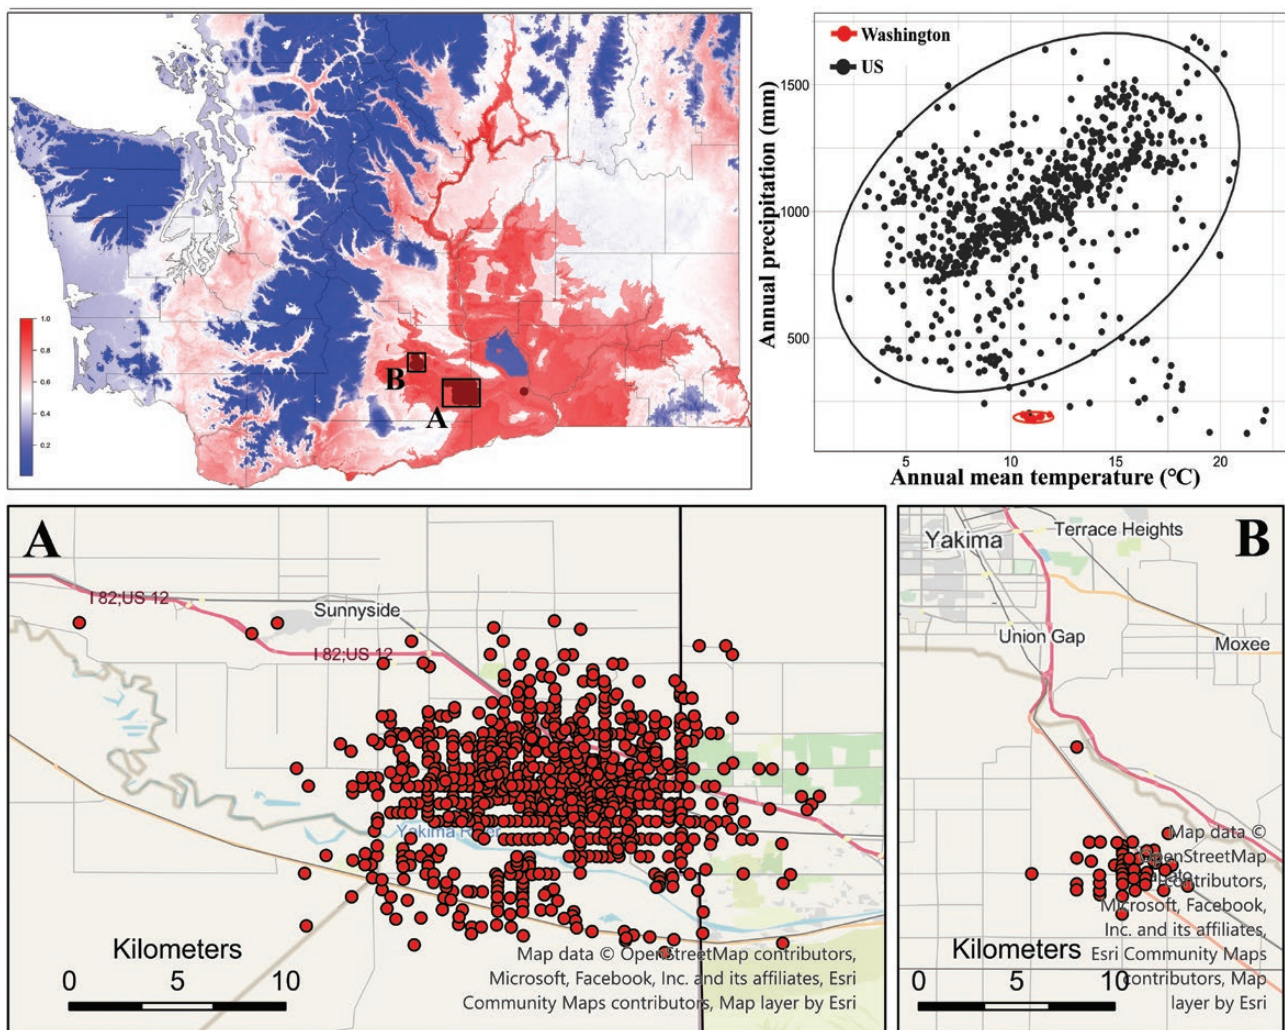 1.0
0.8
0.6
0.4
0.2
B
A
Washington
US
Annual precipitation (mm)
1500
1000
500
5
10
15
20
Annual mean temperature (°C)
A
I 82;US 12
Sunnyside
I 82;US 12
Yakima River
Kilometers
0 5 10
Map data © OpenStreetMap contributors,
Microsoft, Facebook, Inc. and its affiliates, Esri
Community Maps contributors, Map layer by Esri
B
Terrace Heights
Yakima
Union Gap
Moxee
Kilometers
0 5 10
Map data ©
OpenStreetMap
contributors,
Microsoft, Facebook,
Inc. and its affiliates,
Esri Community Maps
contributors, Map
layer by Esri